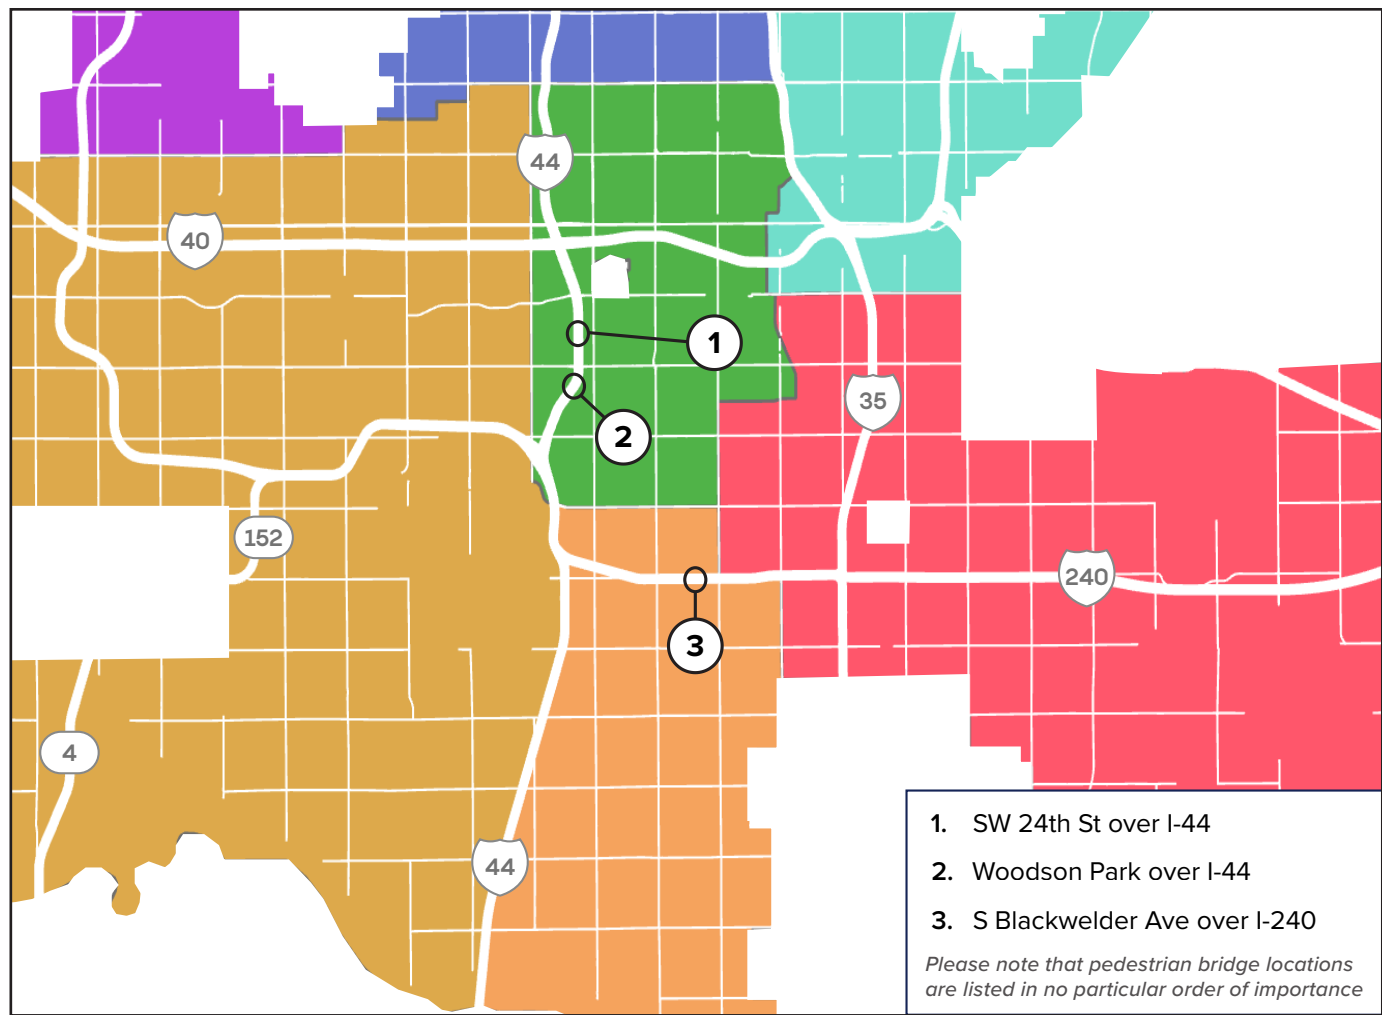 44
40
1
35
2
152
240
3
4
44
1. SW 24th St over I-44
2. Woodson Park over I-44
3. S Blackwelder Ave over I-240
Please note that pedestrian bridge locations
are listed in no particular order of importance